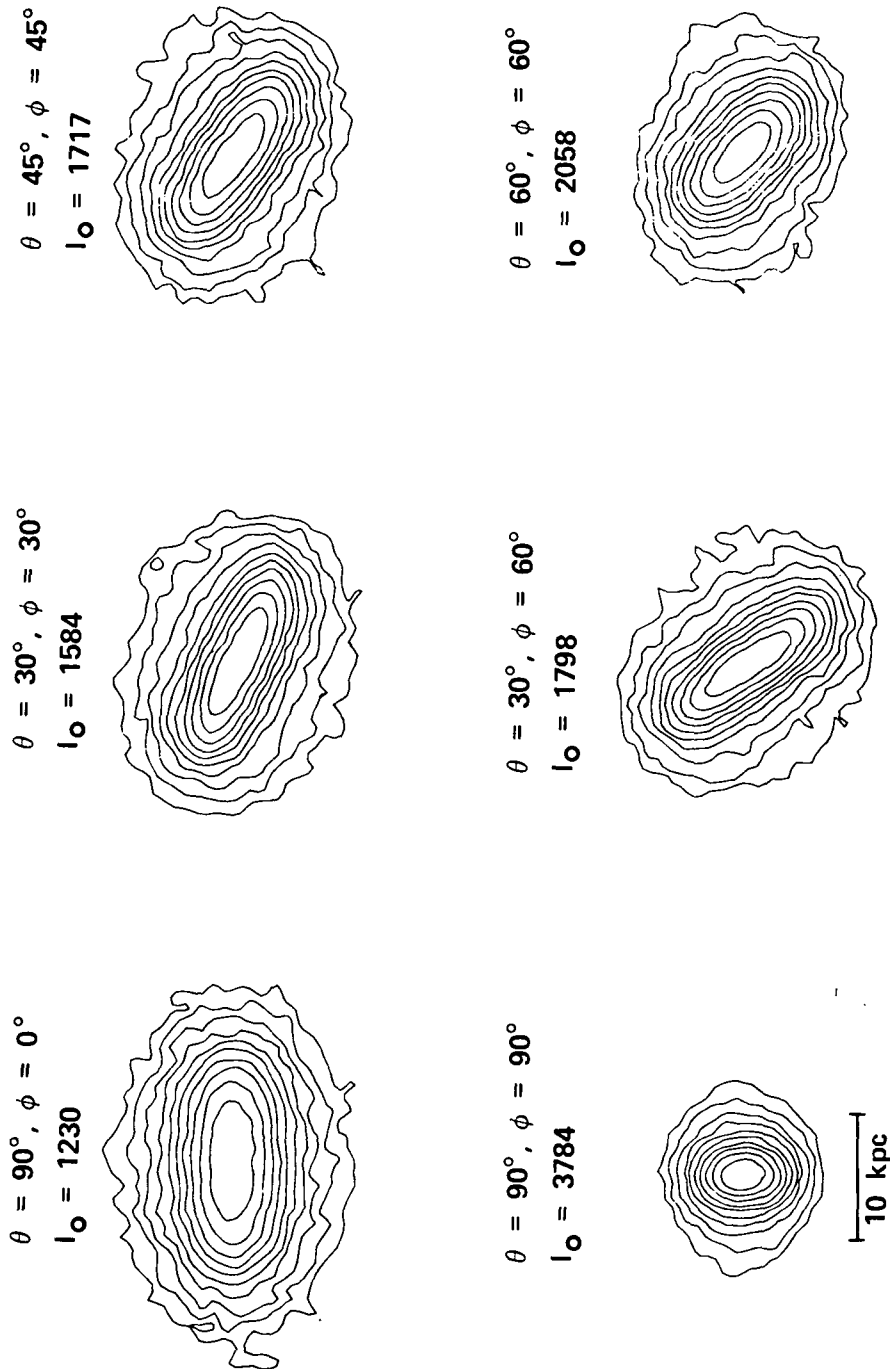 θ = 90°, φ = 0°
I₀ = 1230
θ = 30°, φ = 30°
I₀ = 1584
θ = 45°, φ = 45°
I₀ = 1717
θ = 90°, φ = 90°
I₀ = 3784
θ = 30°, φ = 60°
I₀ = 1798
θ = 60°, φ = 60°
I₀ = 2058
10 kpc